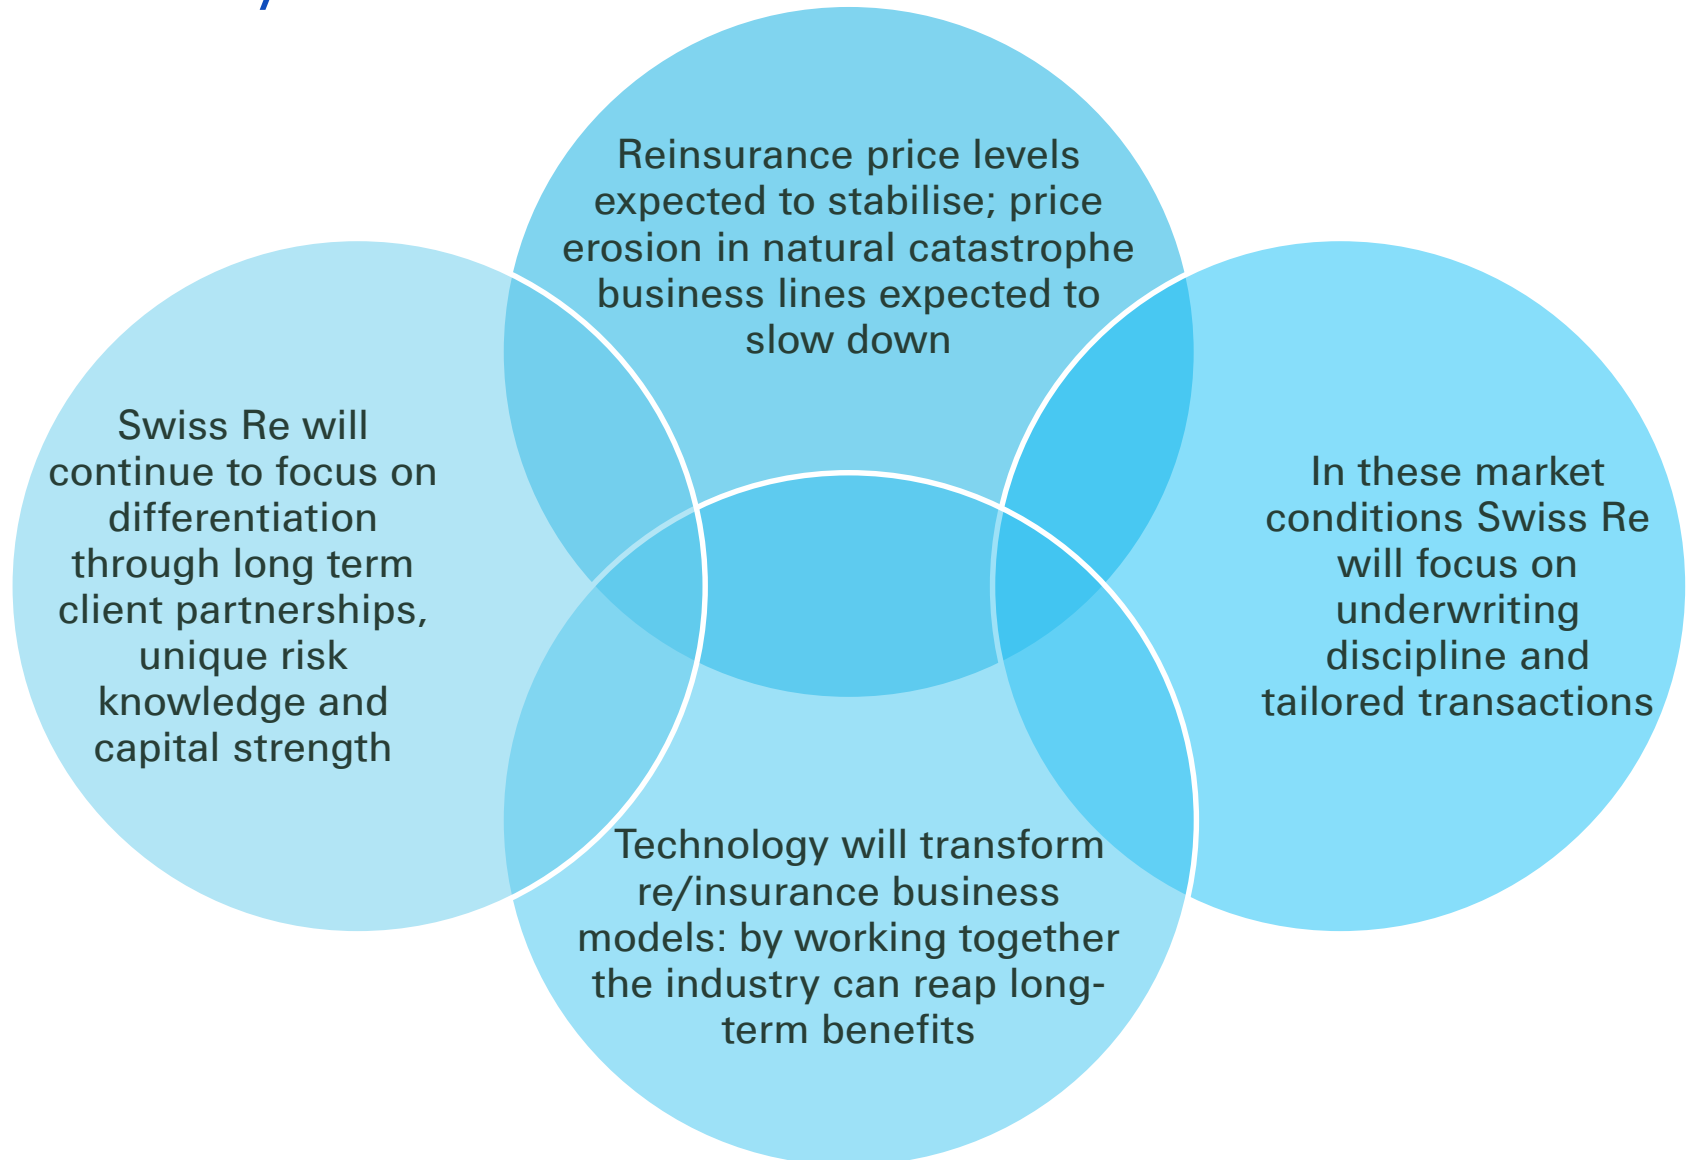 Reinsurance price levels
expected to stabilise; price
erosion in natural catastrophe
business lines expected to
slow down
Swiss Re will
continue to focus on
differentiation
through long term
client partnerships,
unique risk
knowledge and
capital strength
In these market
conditions Swiss Re
will focus on
underwriting
discipline and
tailored transactions
Technology will transform
re/insurance business
models: by working together
the industry can reap long-
term benefits